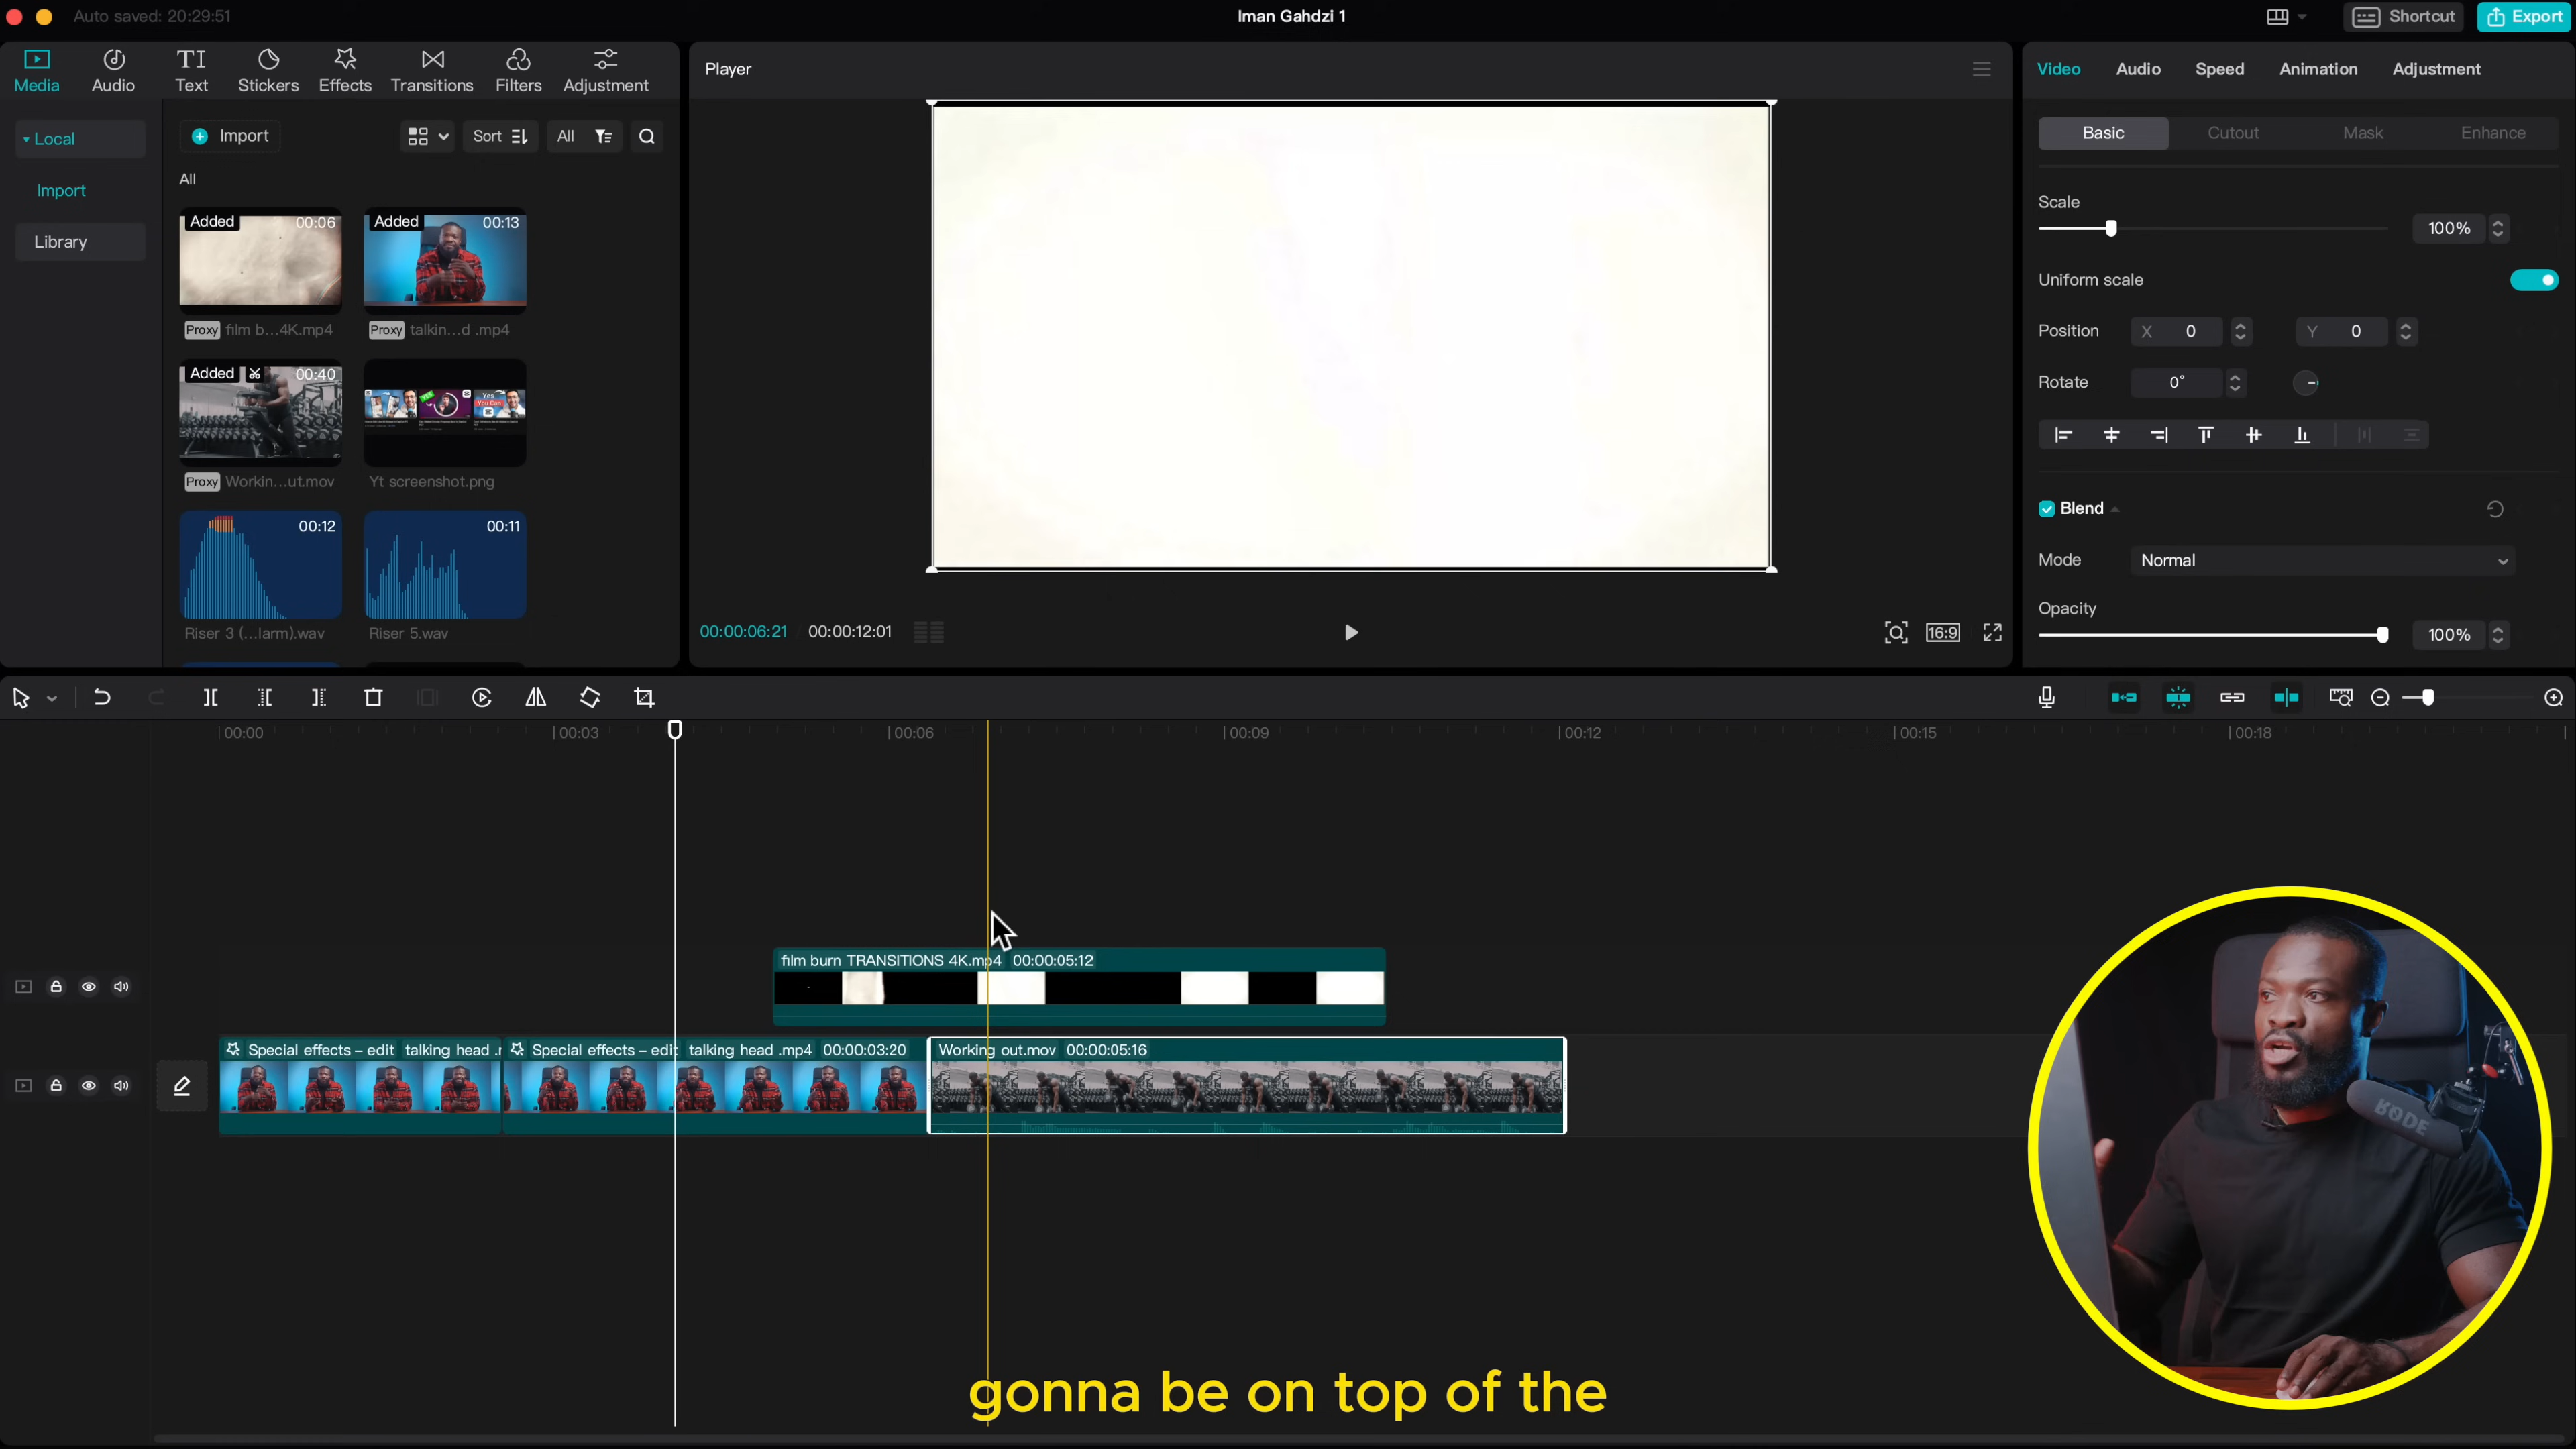 Auto saved: 20:29:51
Iman Gahdzi 1
Shortcut
Export
Media
Audio
Text
Stickers
Effects
Transitions
Filters
Adjustment
Player
Video
Audio
Speed
Animation
Adjustment
Local
Import
Library
Import
Sort
All
All
Added 00:06
Added 00:13
Proxy film b...4K.mp4
Proxy talkin...d .mp4
Added 00:40
Proxy Workin...ut.mov
Yt screenshot.png
00:12
00:11
Riser 3 (...larm).wav
Riser 5.wav
00:00:06:21
00:00:12:01
16:9
Basic
Cutout
Mask
Enhance
Scale
100%
Uniform scale
Position X 0 Y 0
Rotate 0°
Blend
Mode Normal
Opacity
100%
00:00
00:03
00:06
00:09
00:12
00:15
00:18
film burn TRANSITIONS 4K.mp4 00:00:05:12
Special effects – edit talking head .r
Special effects – edit talking head .mp4 00:00:03:20
Working out.mov 00:00:05:16
RØDE
gonna be on top of the